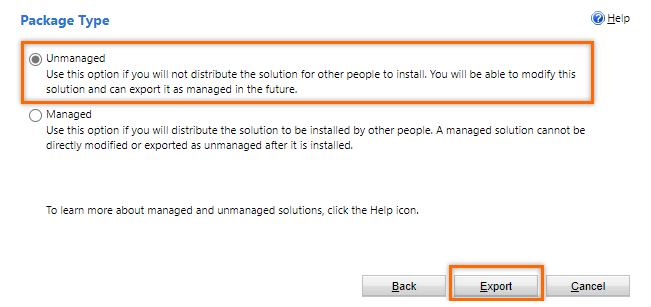 Package Type
Help
Unmanaged
Use this option if you will not distribute the solution for other people to install. You will be able to modify this
solution and can export it as managed in the future.
Managed
Use this option if you will distribute the solution to be installed by other people. A managed solution cannot be
directly modified or exported as unmanaged after it is installed.
To learn more about managed and unmanaged solutions, click the Help icon.
Back
Export
Cancel